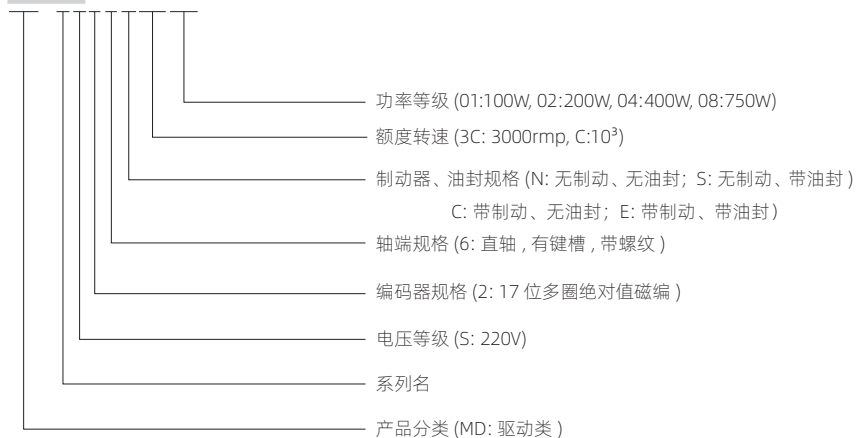 功率等级 (01:100W, 02:200W, 04:400W, 08:750W)
额度转速 (3C: 3000rmp, C:10³)
制动器、油封规格 (N: 无制动、无油封；S: 无制动、带油封 )
C: 带制动、无油封；E: 带制动、带油封）
轴端规格 (6: 直轴 , 有键槽 , 带螺纹 )
编码器规格 (2: 17 位多圈绝对值磁编 )
电压等级 (S: 220V)
系列名
产品分类 (MD: 驱动类 )